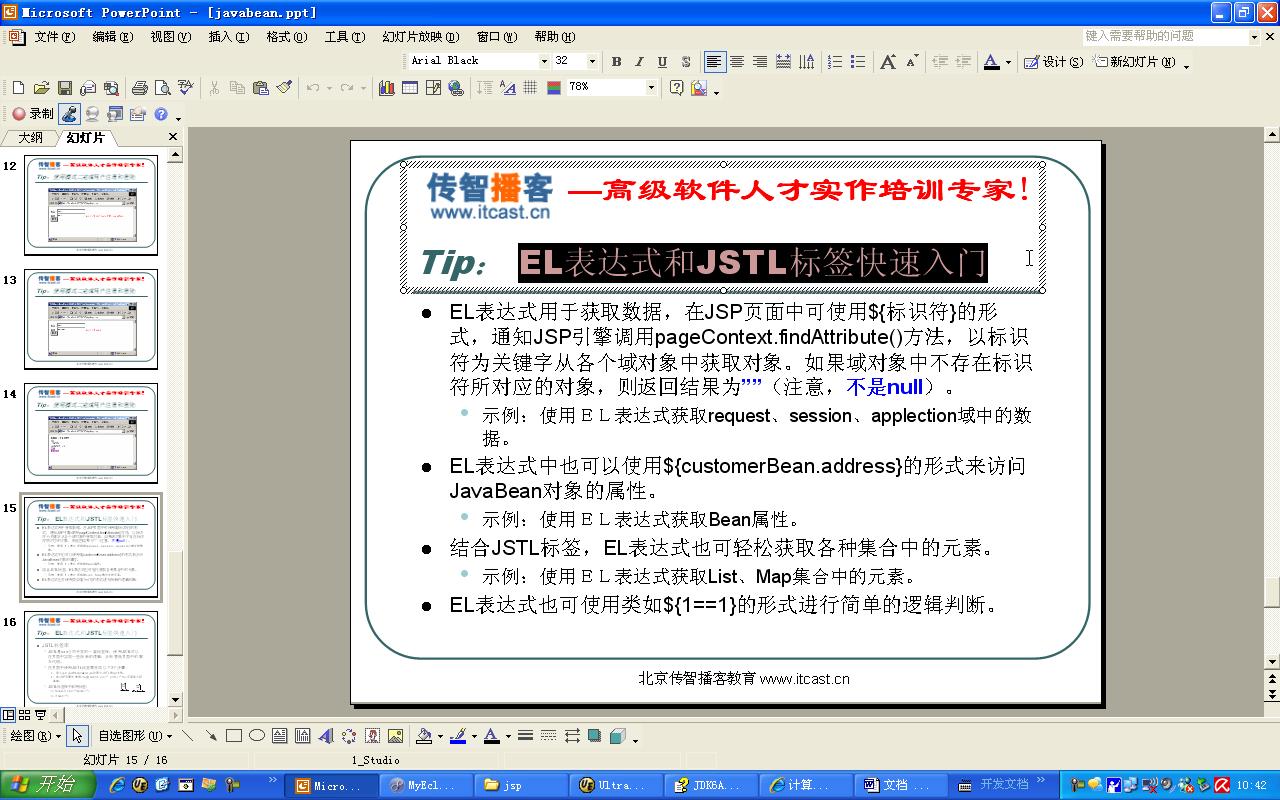 Microsoft PowerPoint - [javabean.ppt]
文件(F) 编辑(E) 视图(V) 插入(I) 格式(O) 工具(T) 幻灯片放映(D) 窗口(W) 帮助(H) 键入需要帮助的问题
Arial Black 32 B I U S A A A 设计(S) 新幻灯片(N)
78%
录制
大纲 幻灯片
12
13
14
15
16
传智播客 —高级软件人才实作培训专家!
www.itcast.cn
Tip: EL表达式和JSTL标签快速入门
EL表达式用于获取数据，在JSP页面中可使用${标识符}的形
式，通知JSP引擎调用pageContext.findAttribute()方法，以标识
符为关键字从各个域对象中获取对象。如果域对象中不存在标识
符所对应的对象，则返回结果为””（注意，不是null）。
示例：使用ＥＬ表达式获取request、session、applection域中的数
据。
EL表达式中也可以使用${customerBean.address}的形式来访问
JavaBean对象的属性。
示例：使用ＥＬ表达式获取Bean属性。
结合JSTL标签，EL表达式也可轻松获取各种集合中的元素。
示例：使用ＥＬ表达式获取List、Map集合中的元素。
EL表达式也可使用类如${1==1}的形式进行简单的逻辑判断。
北京传智播客教育 www.itcast.cn
绘图(R) 自选图形(U)
幻灯片 15 / 16 1_Studio
开始 Micro... MyEcl... jsp Ultra... JDK6A... 计算... 文档 ... 开发文档 10:42